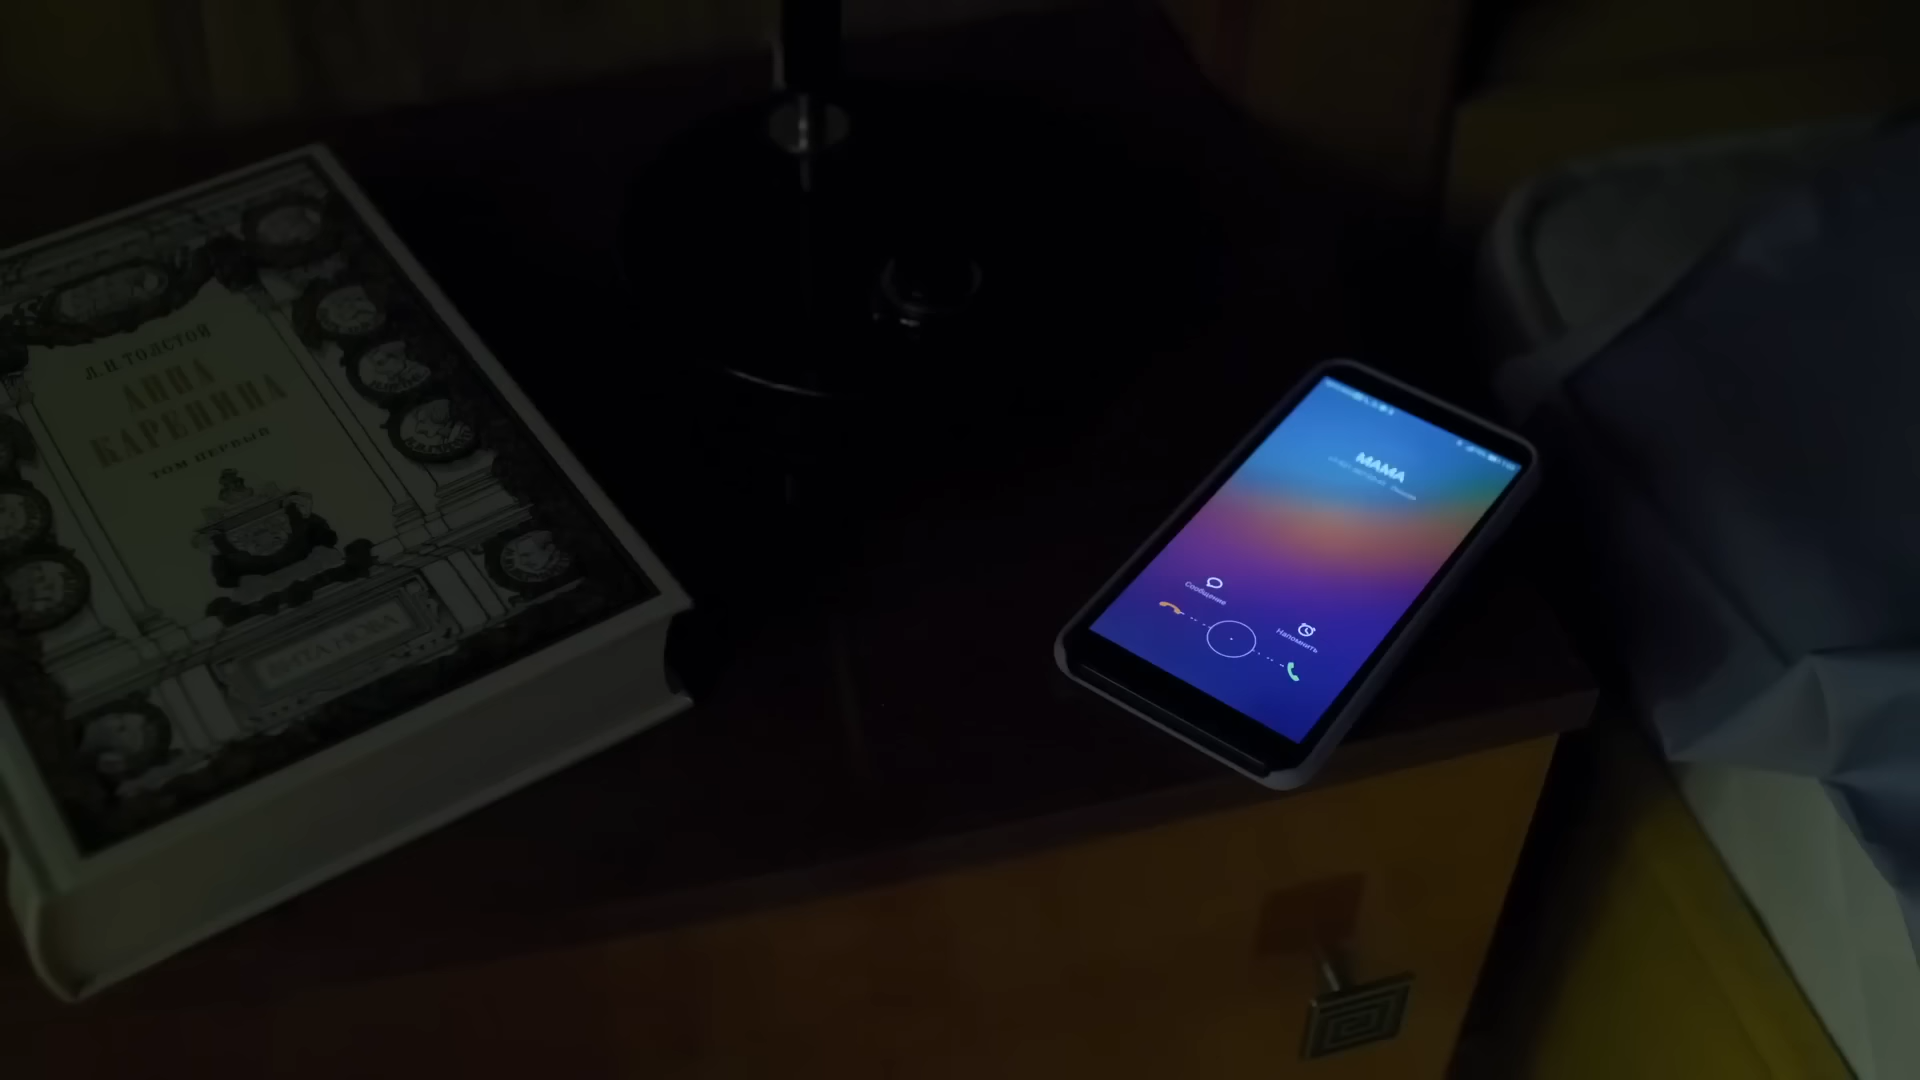 Л.Н ТОЛСТОЙ
АННА
КАРЕНИНА
ТОМ ПЕРВЫЙ
МАМА
Сообщение
Напомнить